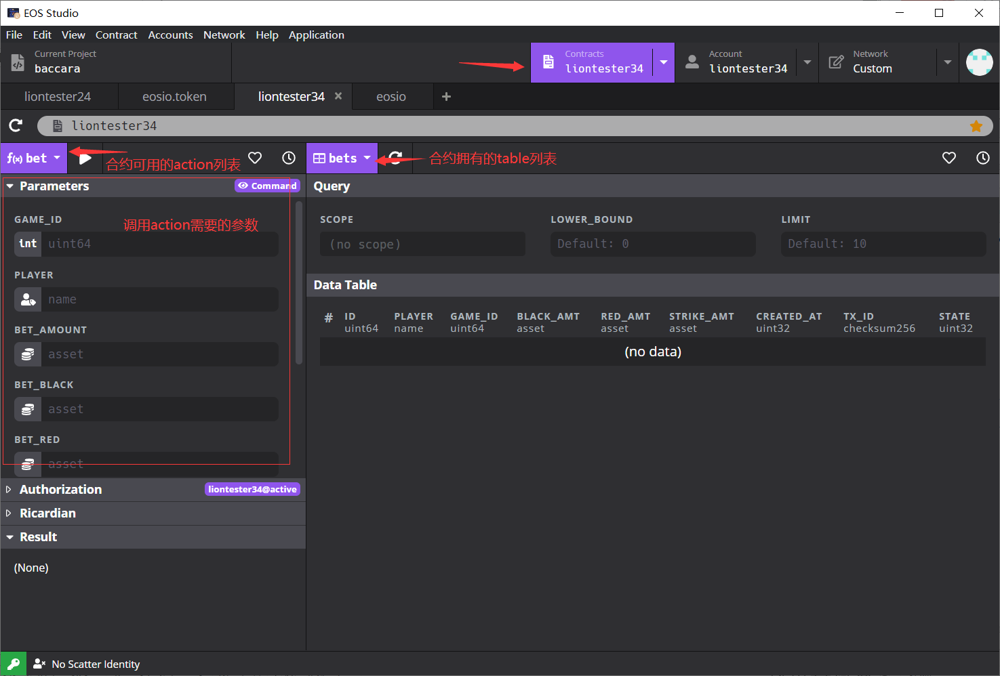 EOS Studio
File Edit View Contract Accounts Network Help Application
Current Project
baccara
Contracts
liontester34
Account
liontester34
Network
Custom
liontester24
eosio.token
liontester34
eosio
liontester34
f(x) bet
合约可用的action列表
bets
合约拥有的table列表
Parameters
Command
调用action需要的参数
GAME_ID
int uint64
PLAYER
name
BET_AMOUNT
asset
BET_BLACK
asset
BET_RED
asset
Authorization
liontester34@active
Ricardian
Result
(None)
Query
SCOPE LOWER_BOUND LIMIT
(no scope) Default: 0 Default: 10
Data Table
# ID PLAYER GAME_ID BLACK_AMT RED_AMT STRIKE_AMT CREATED_AT TX_ID STATE
uint64 name uint64 asset asset asset uint32 checksum256 uint32
(no data)
No Scatter Identity